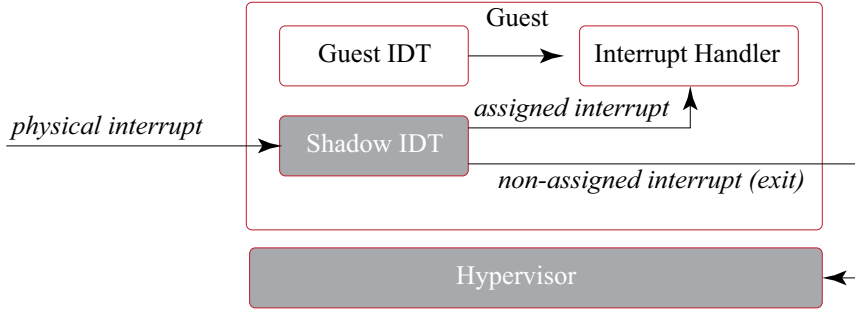 Guest
Guest IDT
Interrupt Handler
assigned interrupt
physical interrupt
Shadow IDT
non-assigned interrupt (exit)
Hypervisor